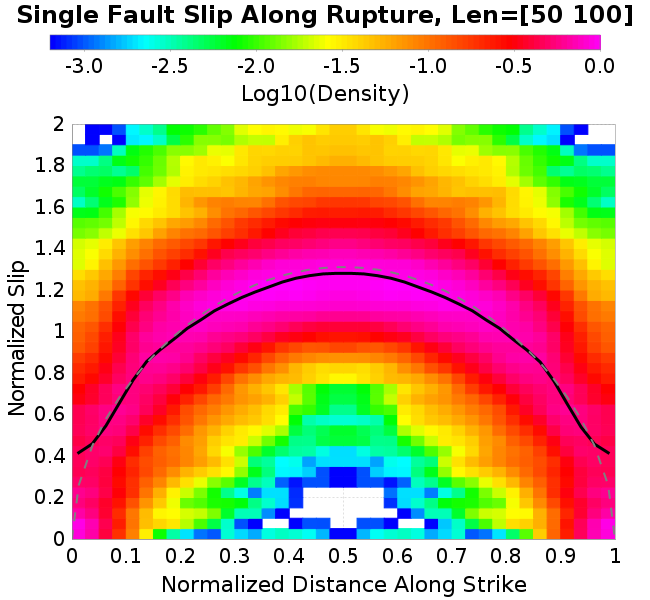 Single Fault Slip Along Rupture, Len=[50 100]
-3.0 -2.5 -2.0 -1.5 -1.0 -0.5 0.0
Log10(Density)
Normalized Slip
2
1.8
1.6
1.4
1.2
1
0.8
0.6
0.4
0.2
0
0 0.1 0.2 0.3 0.4 0.5 0.6 0.7 0.8 0.9 1
Normalized Distance Along Strike